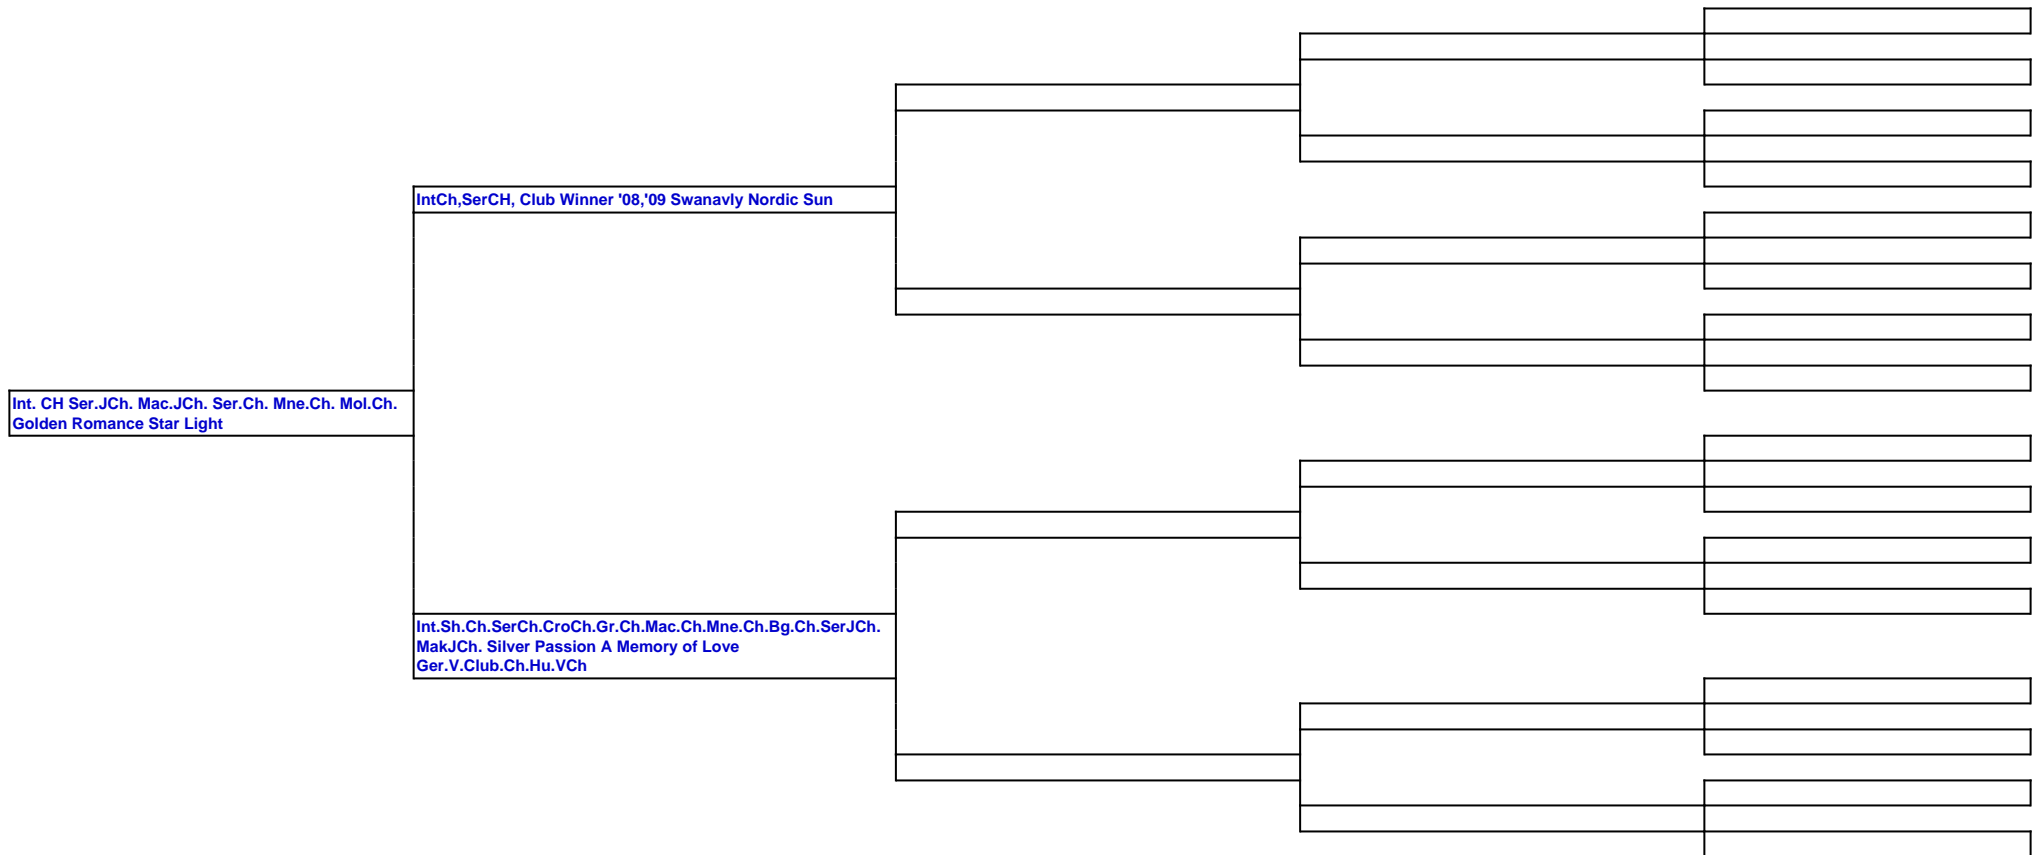 IntCh,SerCH, Club Winner '08,'09 Swanavly Nordic Sun
Int. CH Ser.JCh. Mac.JCh. Ser.Ch. Mne.Ch. Mol.Ch.
Golden Romance Star Light
Int.Sh.Ch.SerCh.CroCh.Gr.Ch.Mac.Ch.Mne.Ch.Bg.Ch.SerJCh.
MakJCh. Silver Passion A Memory of Love
Ger.V.Club.Ch.Hu.VCh